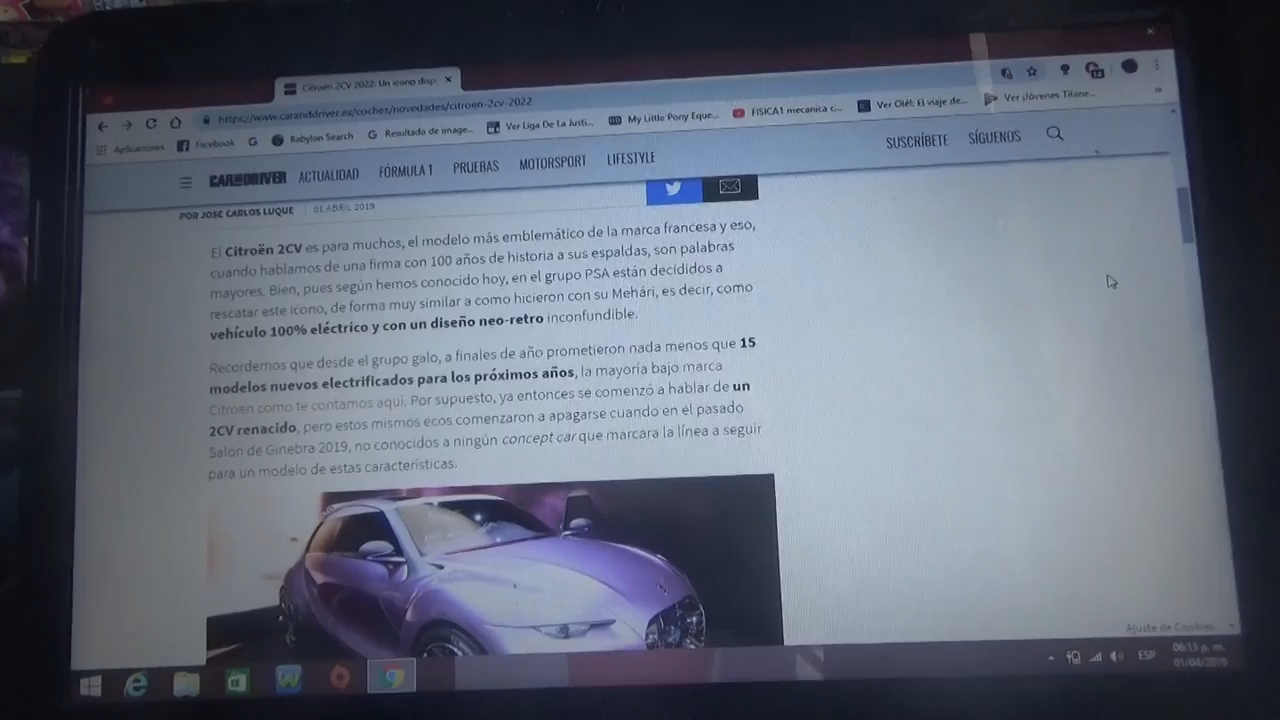 Citroën 2CV 2022: Un icono disp
https://www.caranddriver.es/coches/novedades/citroen-2cv-2022
Aplicaciones Facebook Babylon Search Resultado de image... Ver Liga De La Justi... My Little Pony Eque... FISICA1 mecanica c... Ver Olé!: El viaje de... Ver ¡Jóvenes Titane...
CAR AND DRIVER ACTUALIDAD FÓRMULA 1 PRUEBAS MOTORSPORT LIFESTYLE SUSCRÍBETE SÍGUENOS
POR JOSE CARLOS LUQUE 01 ABRIL 2019
El Citroën 2CV es para muchos, el modelo más emblemático de la marca francesa y eso,
cuando hablamos de una firma con 100 años de historia a sus espaldas, son palabras
mayores. Bien, pues según hemos conocido hoy, en el grupo PSA están decididos a
rescatar este icono, de forma muy similar a como hicieron con su Mehári, es decir, como
vehículo 100% eléctrico y con un diseño neo-retro inconfundible.
Recordemos que desde el grupo galo, a finales de año prometieron nada menos que 15
modelos nuevos electrificados para los próximos años, la mayoría bajo marca
Citroen como te contamos aquí. Por supuesto, ya entonces se comenzó a hablar de un
2CV renacido, pero estos mismos ecos comenzaron a apagarse cuando en el pasado
Salon de Ginebra 2019, no conocidos a ningún concept car que marcara la línea a seguir
para un modelo de estas características.
Ajuste de Cookies
ESP
06:15 p. m.
01/04/2019